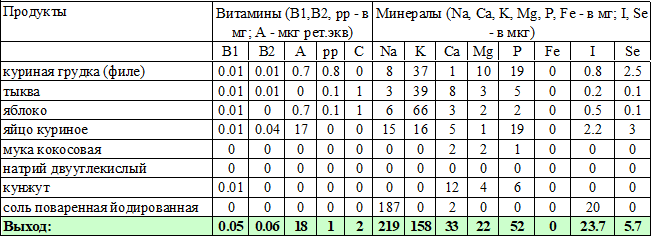 Продукты Витамины (B1,B2, pp - в Минералы (Na, Ca, K, Mg, P, Fe - в мг; I, Se
мг; A - мкг рет.экв) - в мкг)
B1 B2 A pp C Na K Ca Mg P Fe I Se
куриная грудка (филе) 0.01 0.01 0.7 0.8 0 8 37 1 10 19 0 0.8 2.5
тыква 0.01 0 0 0.1 1 3 39 8 3 5 0 0.2 0.1
яблоко 0.01 0 0.7 0.1 1 6 66 3 2 2 0 0.5 0.1
яйцо куриное 0.01 0.04 17 0 0 15 16 5 1 19 0 2.2 3
мука кокосовая 0 0 0 0 0 0 0 2 2 1 0 0 0
натрий двууглекислый 0 0 0 0 0 0 0 0 0 0 0 0 0
кунжут 0.01 0 0 0 0 0 0 12 4 6 0 0 0
соль поваренная йодированная 0 0 0 0 0 187 0 2 0 0 0 20 0
Выход: 0.05 0.06 18 1 2 219 158 33 22 52 0 23.7 5.7